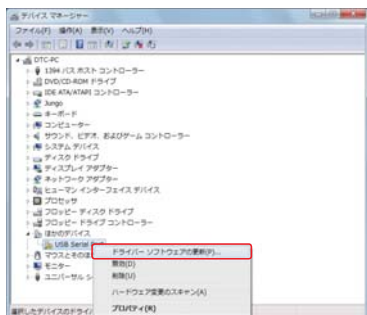 デバイス マネージャー
ファイル(F) 操作(A) 表示(V) ヘルプ(H)
DTC-PC
1394 バス ホスト コントローラー
DVD/CD-ROM ドライブ
IDE ATA/ATAPI コントローラー
Jungo
キーボード
コンピューター
サウンド、ビデオ、およびゲーム コントローラー
システム デバイス
ディスク ドライブ
ディスプレイ アダプター
ネットワーク アダプター
ヒューマン インターフェイス デバイス
プロセッサ
フロッピー ディスク ドライブ
フロッピー ドライブ コントローラー
ほかのデバイス
USB Serial
ドライバー ソフトウェアの更新(P)...
マウスとそのほ
無効(D)
モニター
削除(U)
ユニバーサル シ
ハードウェア変更のスキャン(A)
選択したデバイスのドライ
プロパティ(R)